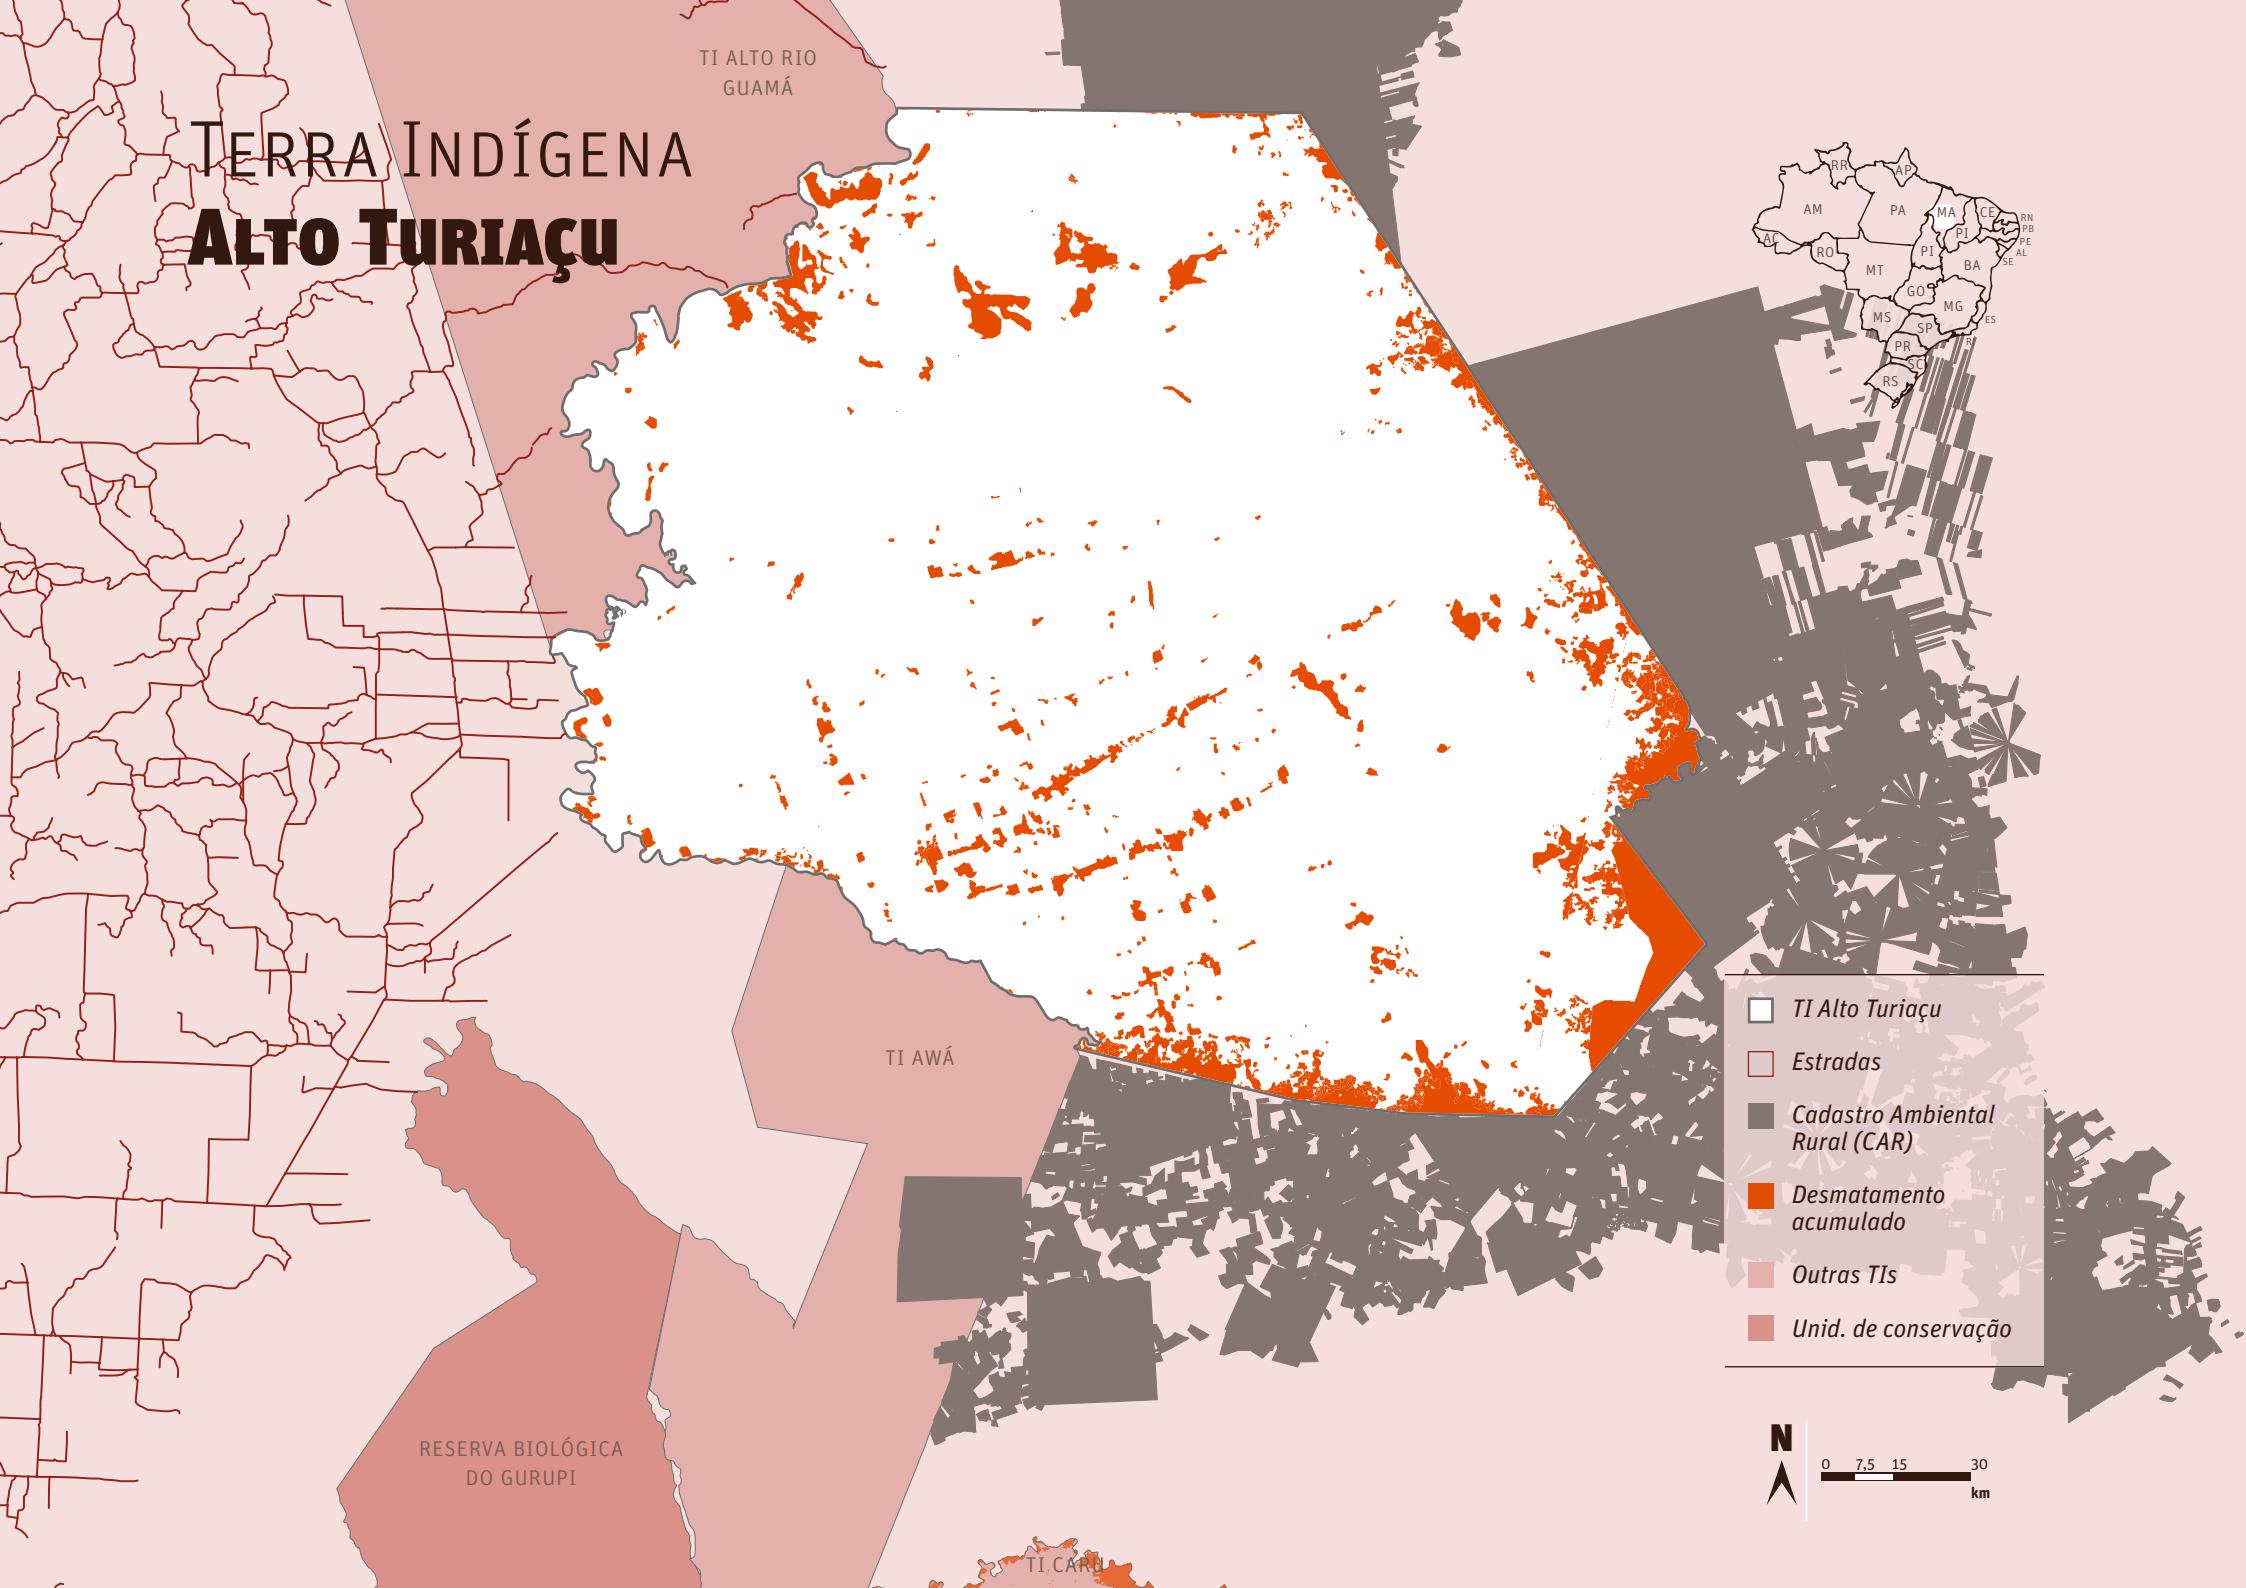 TI ALTO RIO
GUAMÁ
TERRA INDÍGENA
ALTO TURIAÇU
RR
AP
AM
PA
MA
CE
RN
PB
PI
PE
AL
AC
RO
PI
SE
MT
BA
GO
MG
MS
SP
ES
PR
R
SC
RS
TI AWÁ
RESERVA BIOLÓGICA
DO GURUPI
TI CARU
TI Alto Turiaçu
Estradas
Cadastro Ambiental
Rural (CAR)
Desmatamento
acumulado
Outras TIs
Unid. de conservação
N
0 7,5 15 30
km